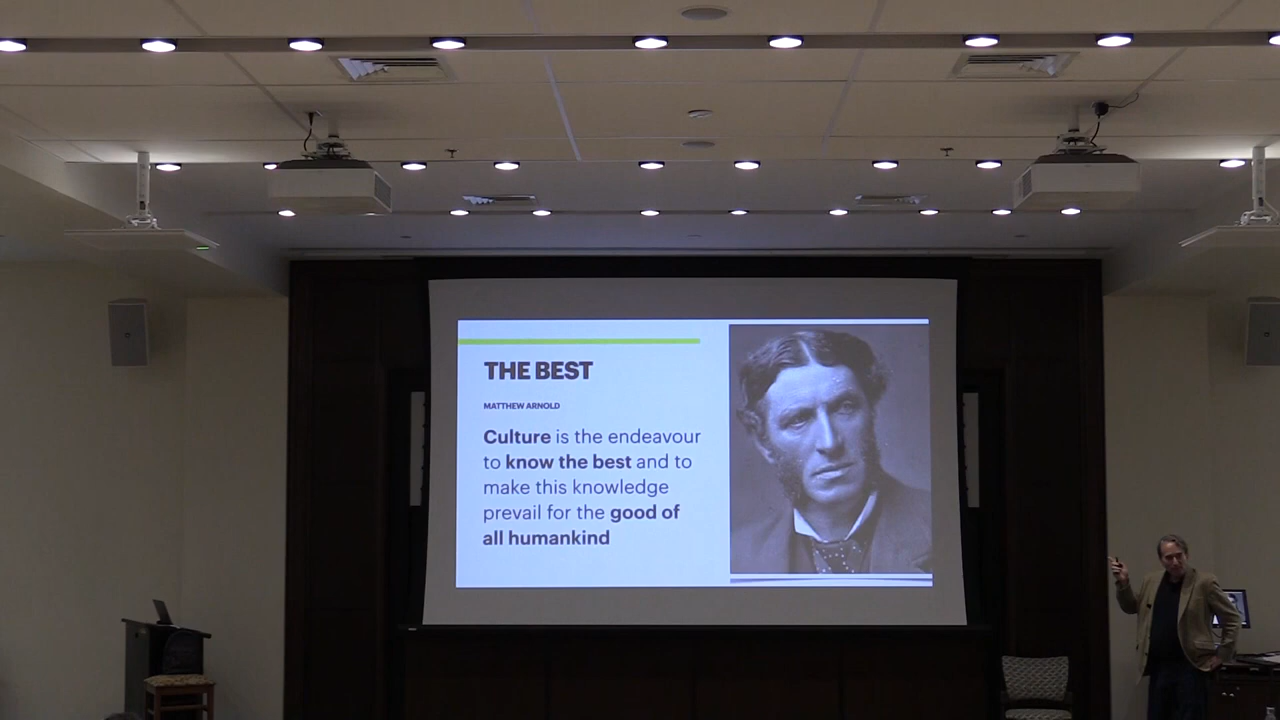 THE BEST
MATTHEW ARNOLD
Culture is the endeavour
to know the best and to
make this knowledge
prevail for the good of
all humankind